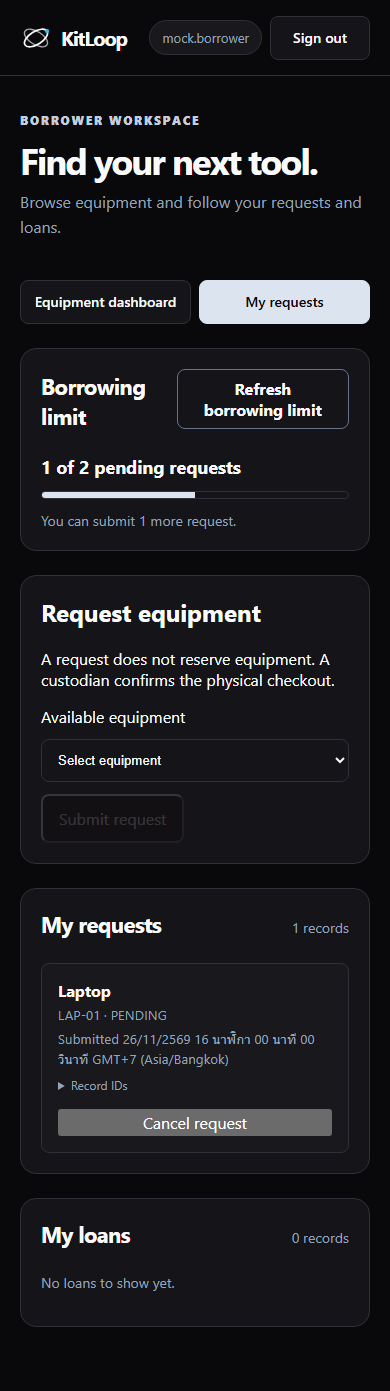 KitLoop
mock.borrower
Sign out
BORROWER WORKSPACE
Find your next tool.
Browse equipment and follow your requests and
loans.
Equipment dashboard
My requests
Borrowing
limit
Refresh
borrowing limit
1 of 2 pending requests
You can submit 1 more request.
Request equipment
A request does not reserve equipment. A
custodian confirms the physical checkout.
Available equipment
Select equipment
Submit request
My requests
1 records
Laptop
LAP-01 · PENDING
Submitted 26/11/2569 16 นาฬิกา 00 นาที 00
วินาที GMT+7 (Asia/Bangkok)
Record IDs
Cancel request
My loans
0 records
No loans to show yet.